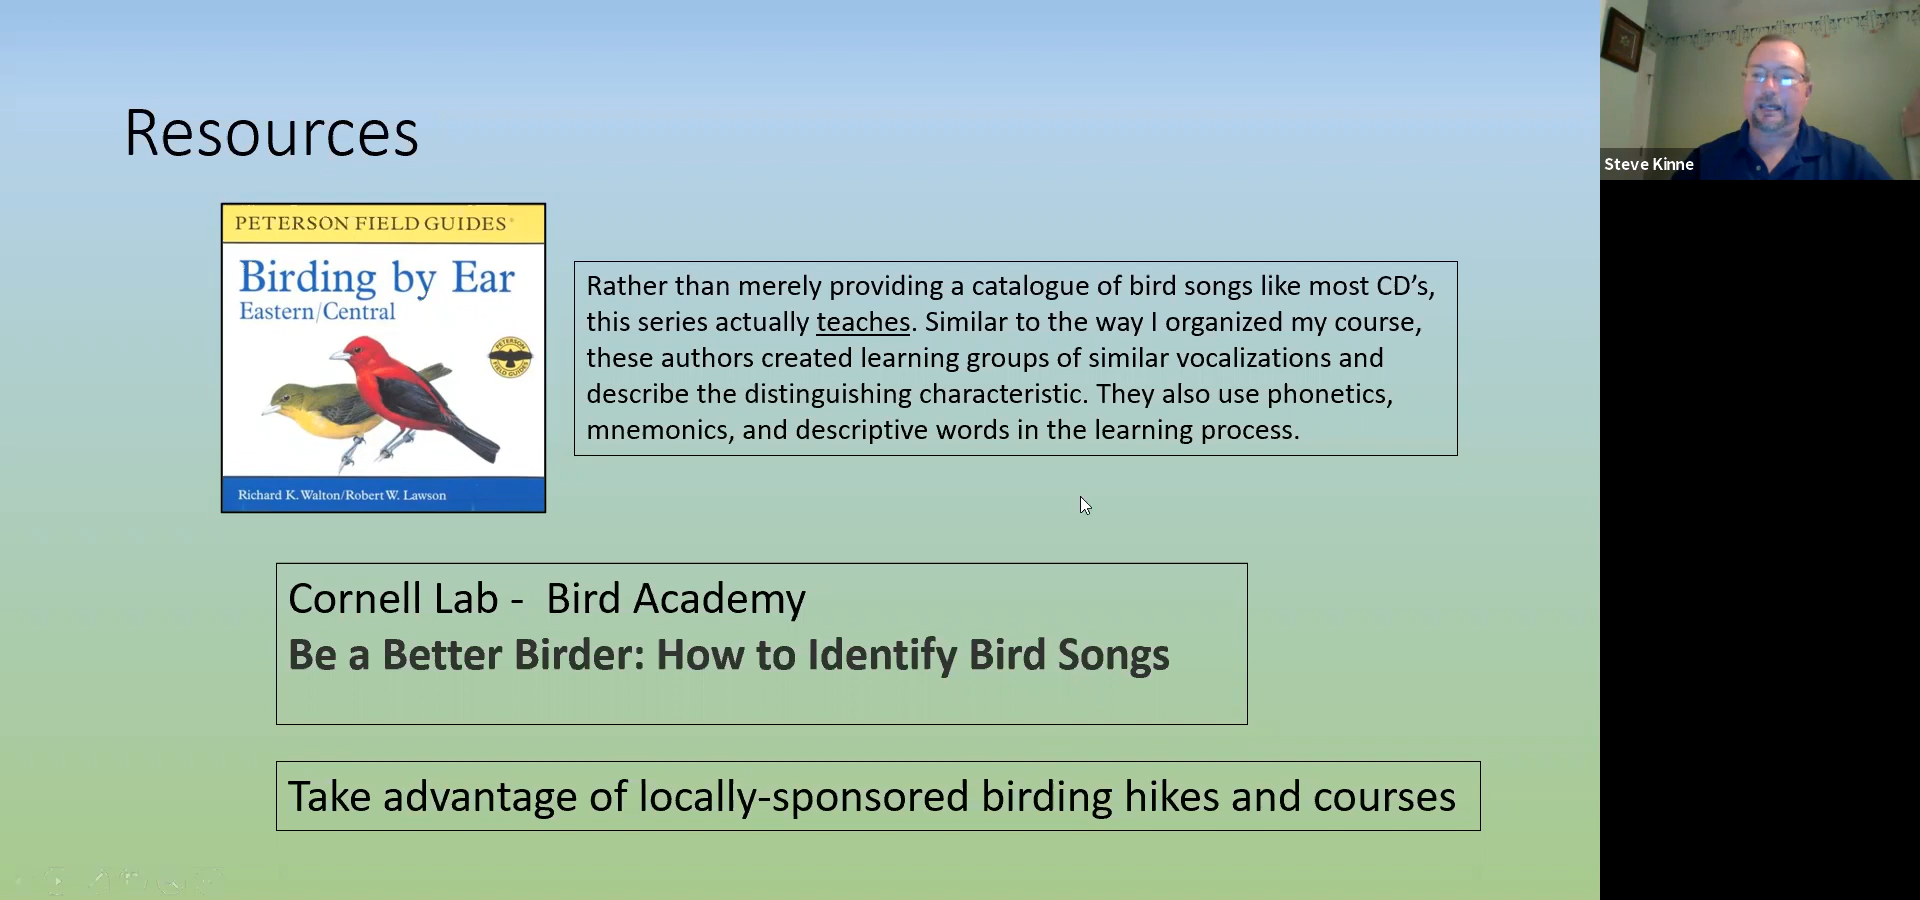 Resources
PETERSON FIELD GUIDES®
Birding by Ear
Eastern/Central
PETERSON
FIELD GUIDES
Richard K. Walton/Robert W. Lawson
Rather than merely providing a catalogue of bird songs like most CD’s,
this series actually teaches. Similar to the way I organized my course,
these authors created learning groups of similar vocalizations and
describe the distinguishing characteristic. They also use phonetics,
mnemonics, and descriptive words in the learning process.
Cornell Lab -  Bird Academy
Be a Better Birder: How to Identify Bird Songs
Take advantage of locally-sponsored birding hikes and courses
Steve Kinne